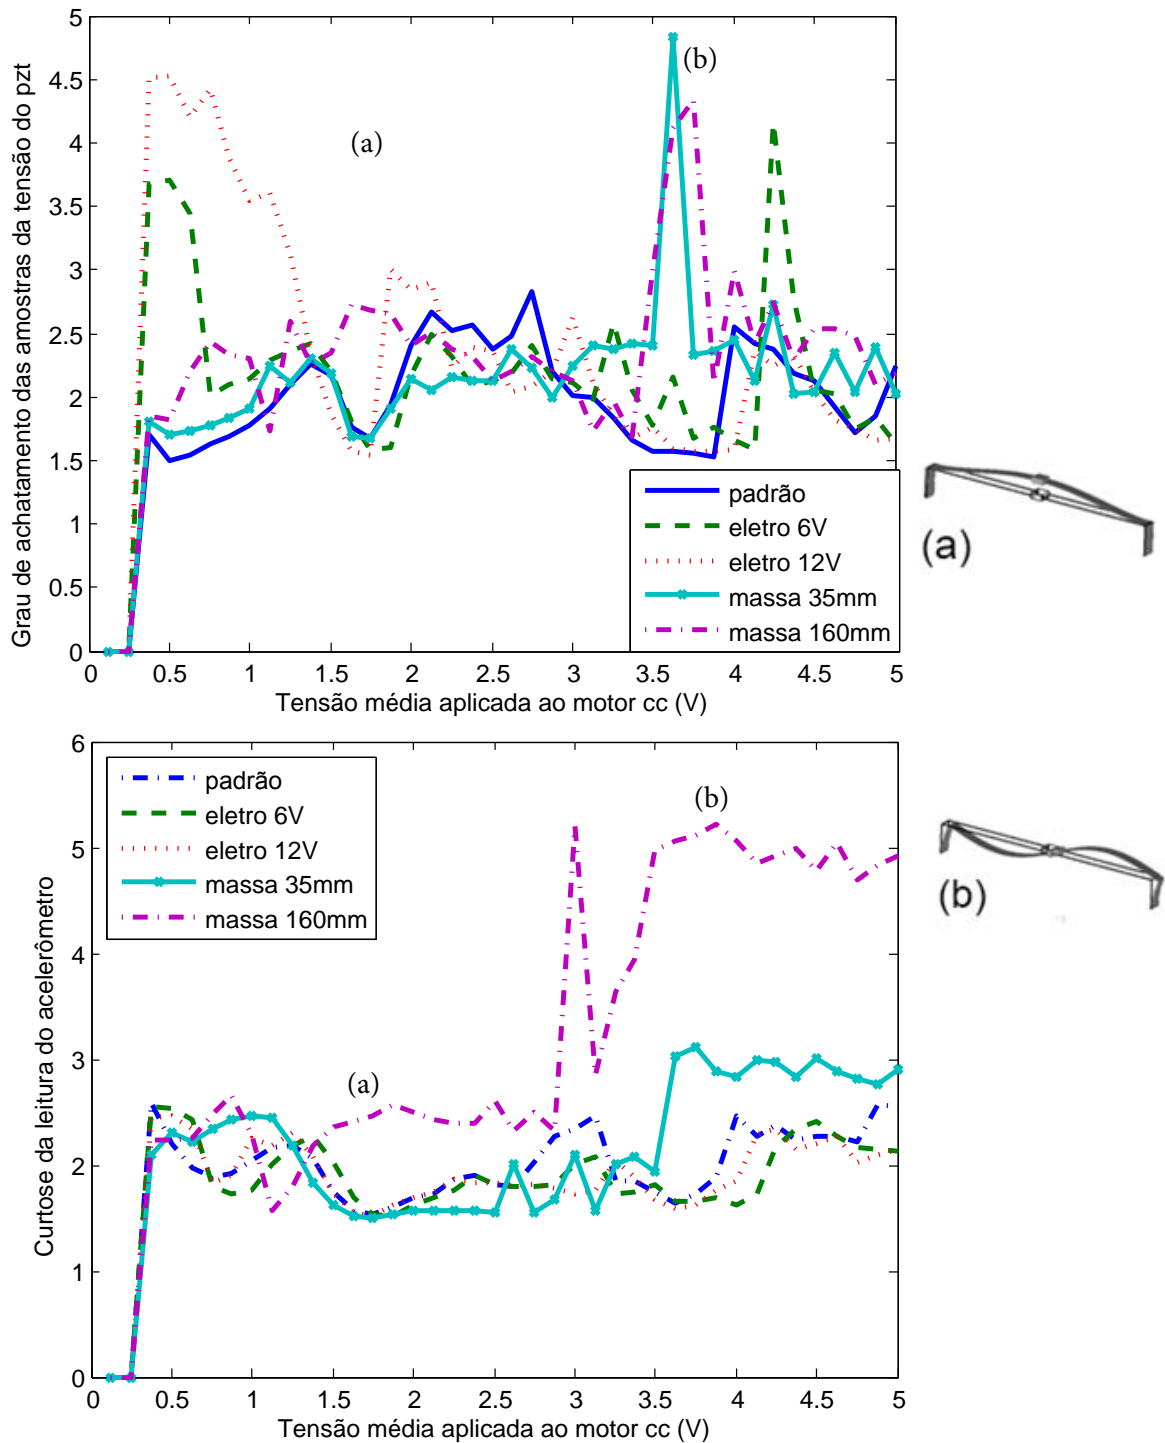 Grau de achatamento das amostras da tensão do pzt
5
4.5
4
3.5
3
2.5
2
1.5
1
0.5
0
(a)
(b)
padrão
eletro 6V
eletro 12V
massa 35mm
massa 160mm
0 0.5 1 1.5 2 2.5 3 3.5 4 4.5 5
Tensão média aplicada ao motor cc (V)
(a)
Curtose da leitura do acelerômetro
6
5
4
3
2
1
0
padrão
eletro 6V
eletro 12V
massa 35mm
massa 160mm
(b)
(a)
0 0.5 1 1.5 2 2.5 3 3.5 4 4.5 5
Tensão média aplicada ao motor cc (V)
(b)